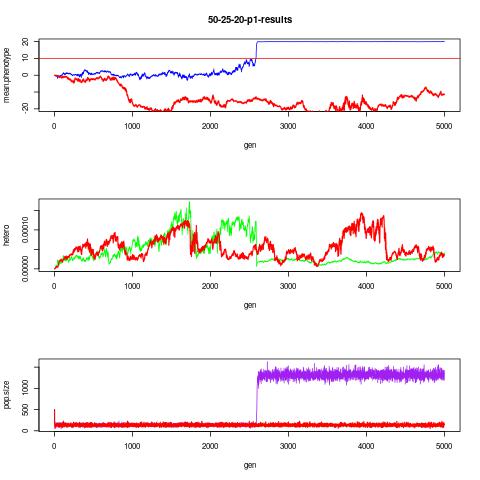 50-25-20-p1-results
mean.phenotype
20
10
0
-20
0 1000 2000 3000 4000 5000
gen
hetero
0.00010
0.00000
0 1000 2000 3000 4000 5000
gen
pop.size
1000
500
0
0 1000 2000 3000 4000 5000
gen